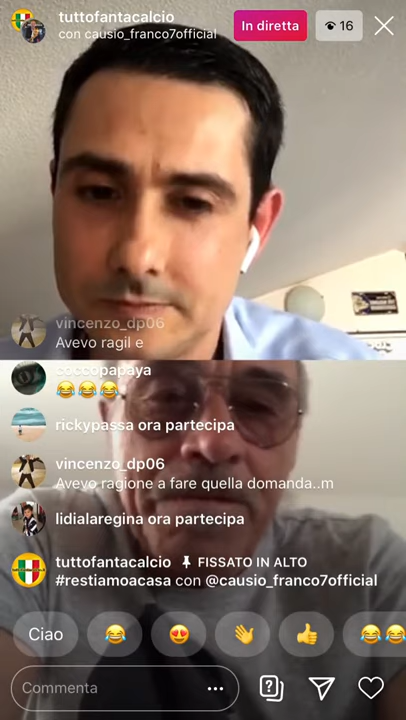 tuttofantacalcio
con causio_franco7official
In diretta
16
vincenzo_dp06
Avevo ragil e
coccopapaya
😂😂😂
rickypassa ora partecipa
vincenzo_dp06
Avevo ragione a fare quella domanda..m
lidialaregina ora partecipa
tuttofantacalcio FISSATO IN ALTO
#restiamoacasa con @causio_franco7official
Ciao 😂 😍 👋 👍 😂😂
Commenta